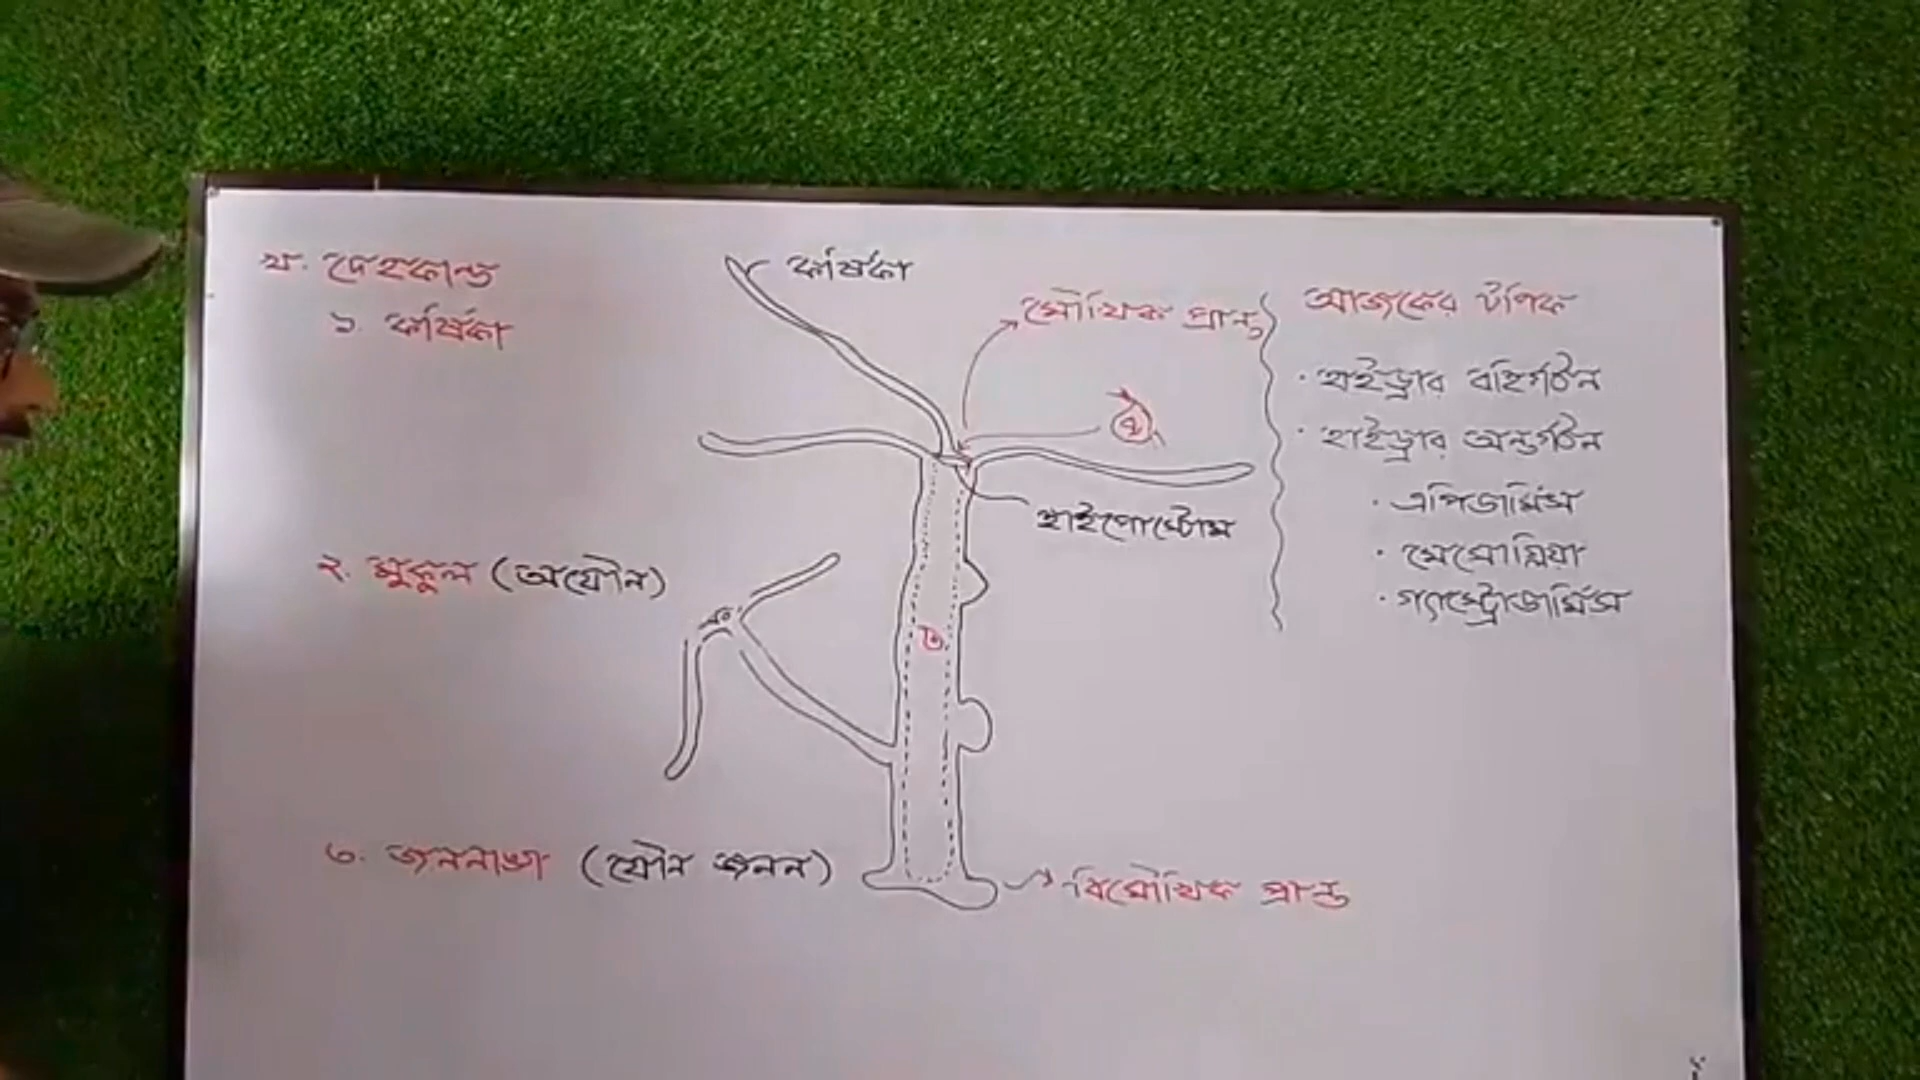 খ. দেহকান্ড
১. কর্ষিকা
২. মুকুল (অযৌন)
৩. জননাঙ্গ (যৌন জনন)
কর্ষিকা
মৌখিক প্রান্ত
হাইপোস্টোম
বিমৌখিক প্রান্ত
আজকের টপিক
· হাইড্রার বহির্গঠন
· হাইড্রার অন্তর্গঠন
· এপিডার্মিস
· মেসোগ্লিয়া
· গ্যাস্ট্রোডার্মিস